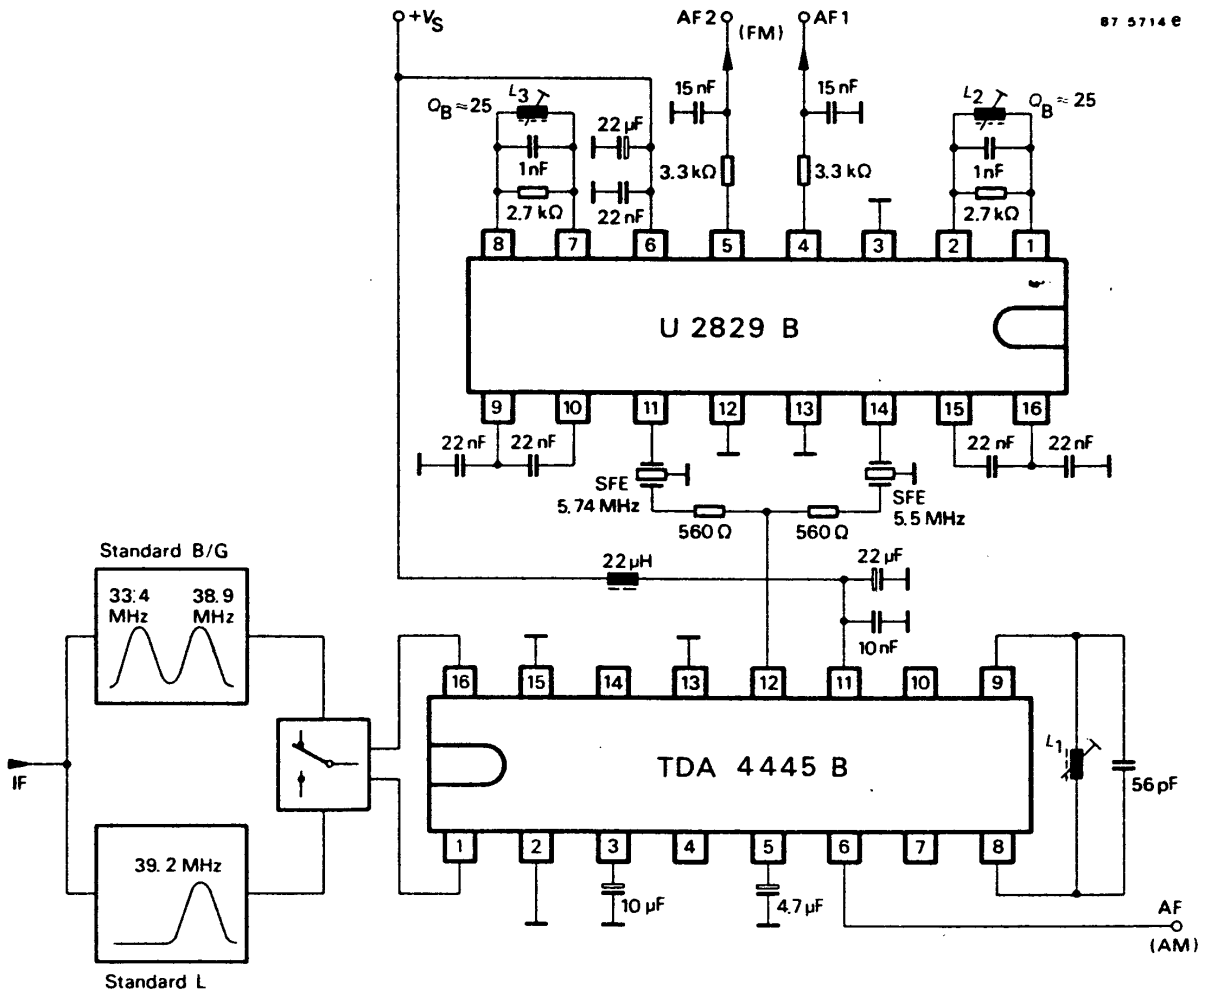 +VS
AF2
(FM)
AF1
87 5714 e
QB≈25
L3
22 µF
15 nF
15 nF
L2
QB≈25
1nF
3.3 kΩ
3.3 kΩ
1nF
2.7 kΩ
22 nF
2.7 kΩ
8
7
6
5
4
3
2
1
U 2829 B
9
10
11
12
13
14
15
16
22 nF
22 nF
22 nF
22 nF
SFE
5.74 MHz
SFE
5.5 MHz
560 Ω
560 Ω
Standard B/G
22 µH
22 µF
33.4
MHz
38.9
MHz
10 nF
16
15
14
13
12
11
10
9
IF
TDA 4445 B
L1
56 pF
1
2
3
4
5
6
7
8
39.2 MHz
10 µF
4.7 µF
AF
(AM)
Standard L